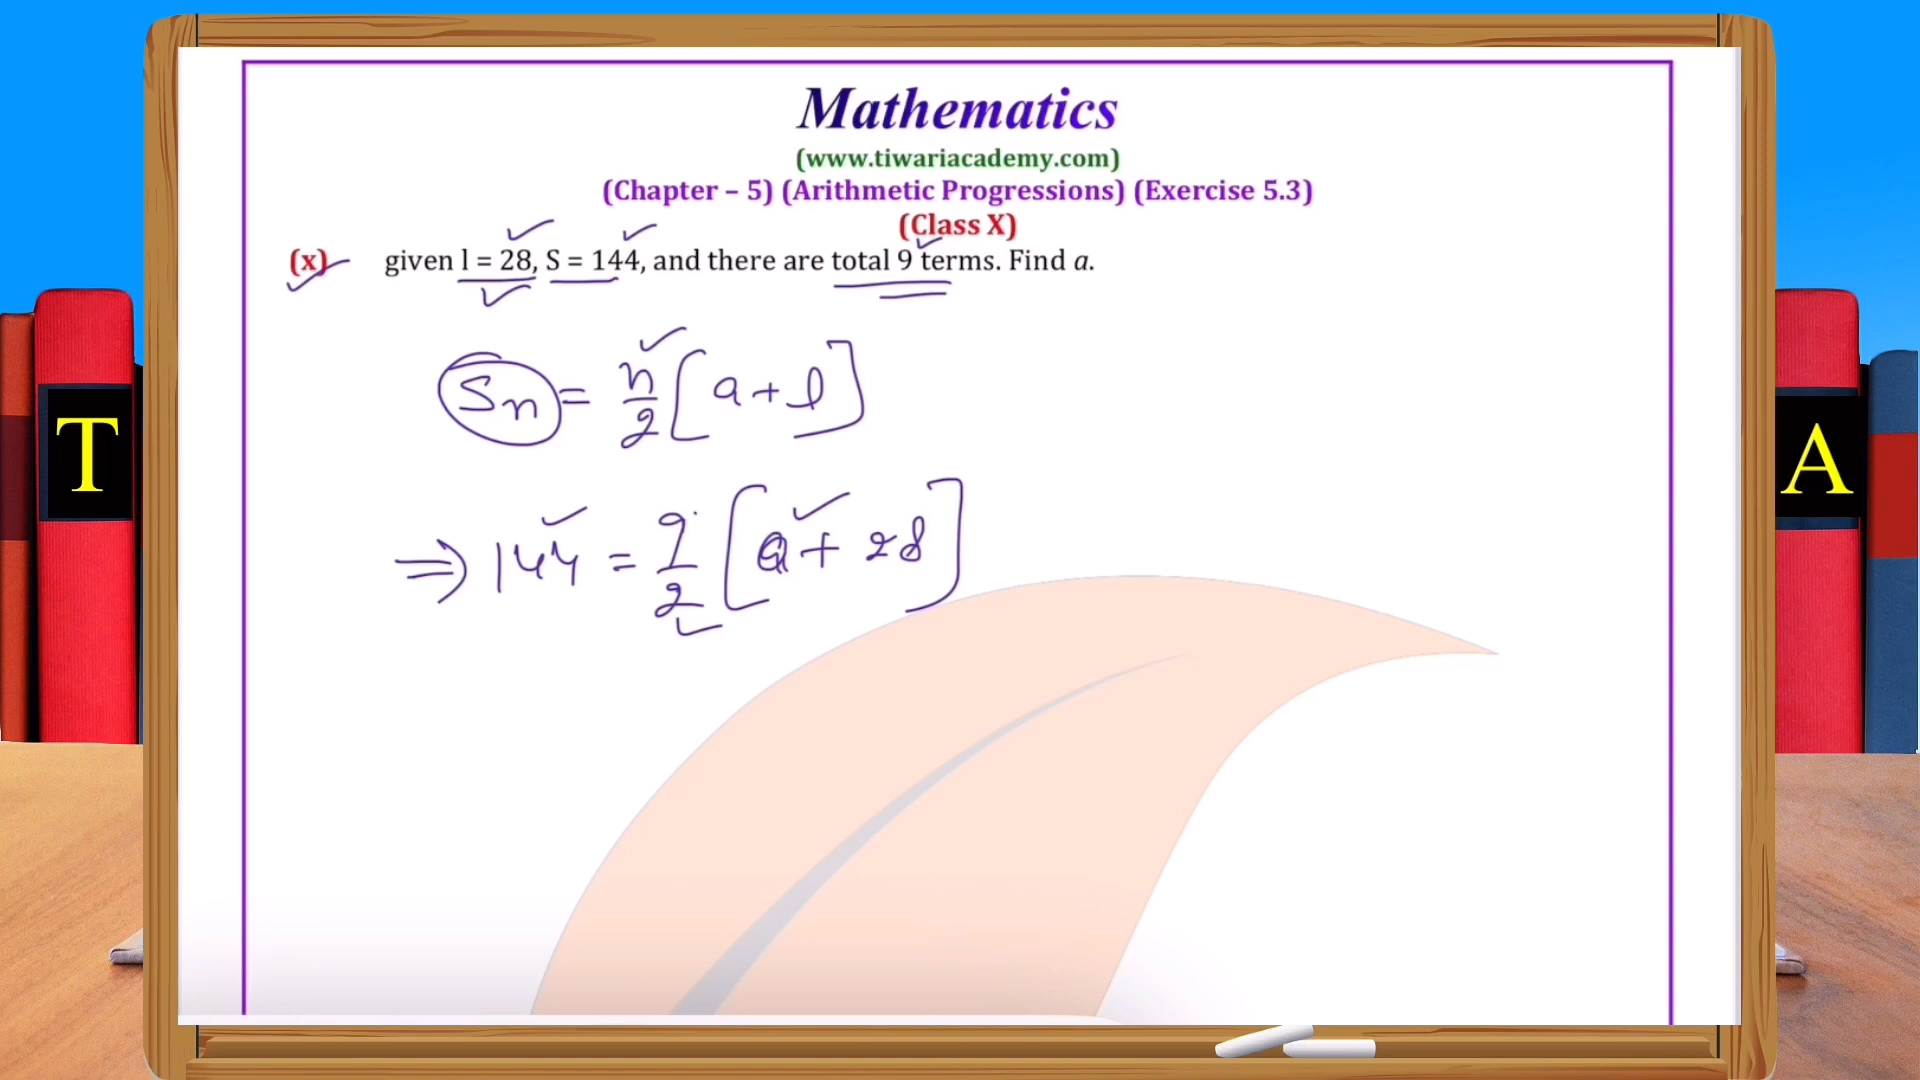 Mathematics
(www.tiwariacademy.com)
(Chapter – 5) (Arithmetic Progressions) (Exercise 5.3)
(Class X)
(x) given l = 28, S = 144, and there are total 9 terms. Find a.
Sn = n/2 [a + l]
⇒ 144 = 9/2 [a + 28]
T
A